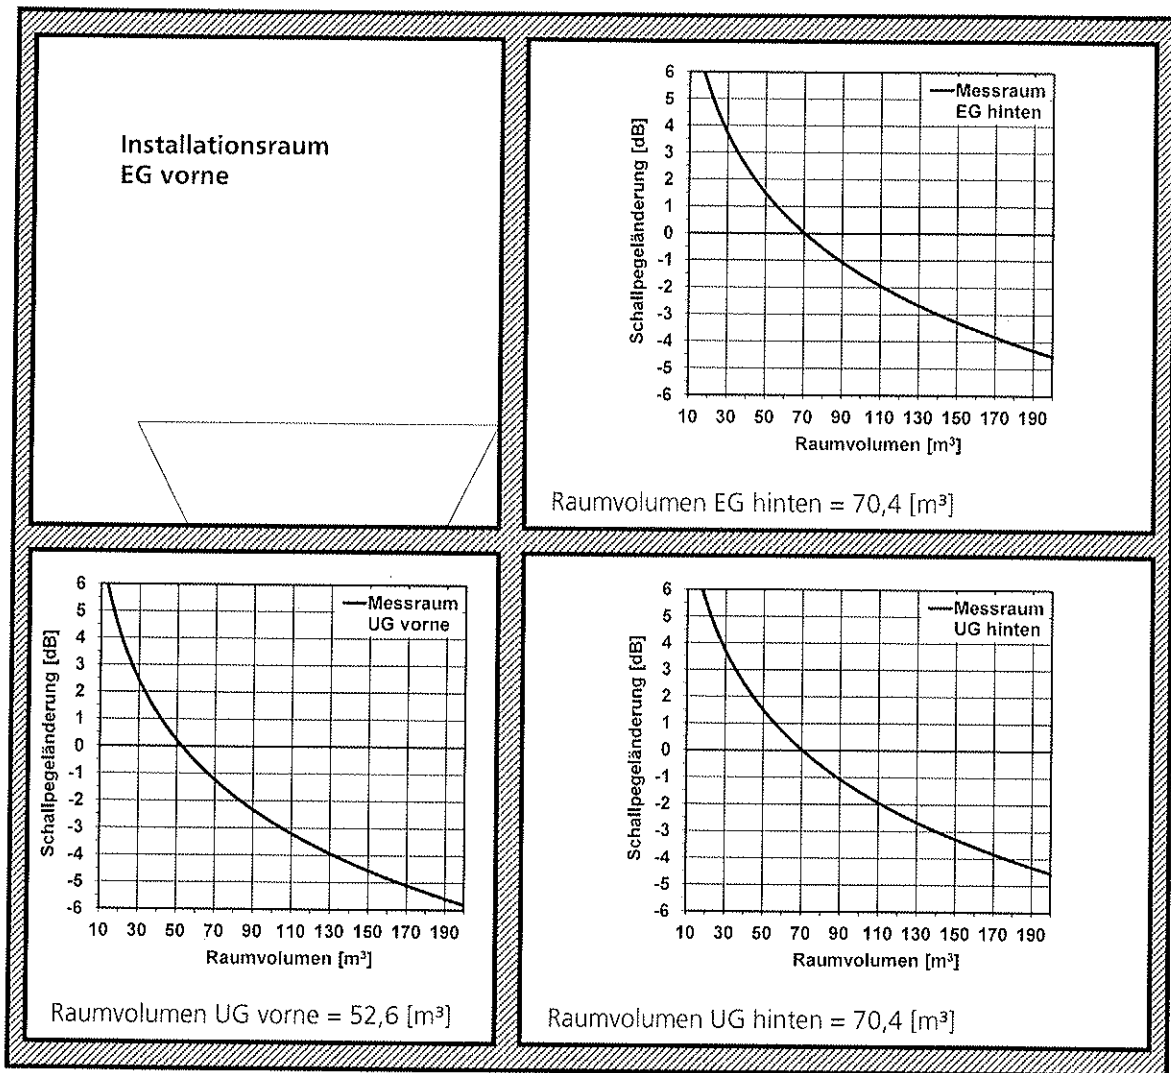 Installationsraum
EG vorne
Schallpegeländerung [dB]
6
5
4
3
2
1
0
-1
-2
-3
-4
-5
-6
Messraum
EG hinten
10 30 50 70 90 110 130 150 170 190
Raumvolumen [m³]
Raumvolumen EG hinten = 70,4 [m³]
Schallpegeländerung [dB]
6
5
4
3
2
1
0
-1
-2
-3
-4
-5
-6
Messraum
UG vorne
10 30 50 70 90 110 130 150 170 190
Raumvolumen [m³]
Raumvolumen UG vorne = 52,6 [m³]
Schallpegeländerung [dB]
6
5
4
3
2
1
0
-1
-2
-3
-4
-5
-6
Messraum
UG hinten
10 30 50 70 90 110 130 150 170 190
Raumvolumen [m³]
Raumvolumen UG hinten = 70,4 [m³]